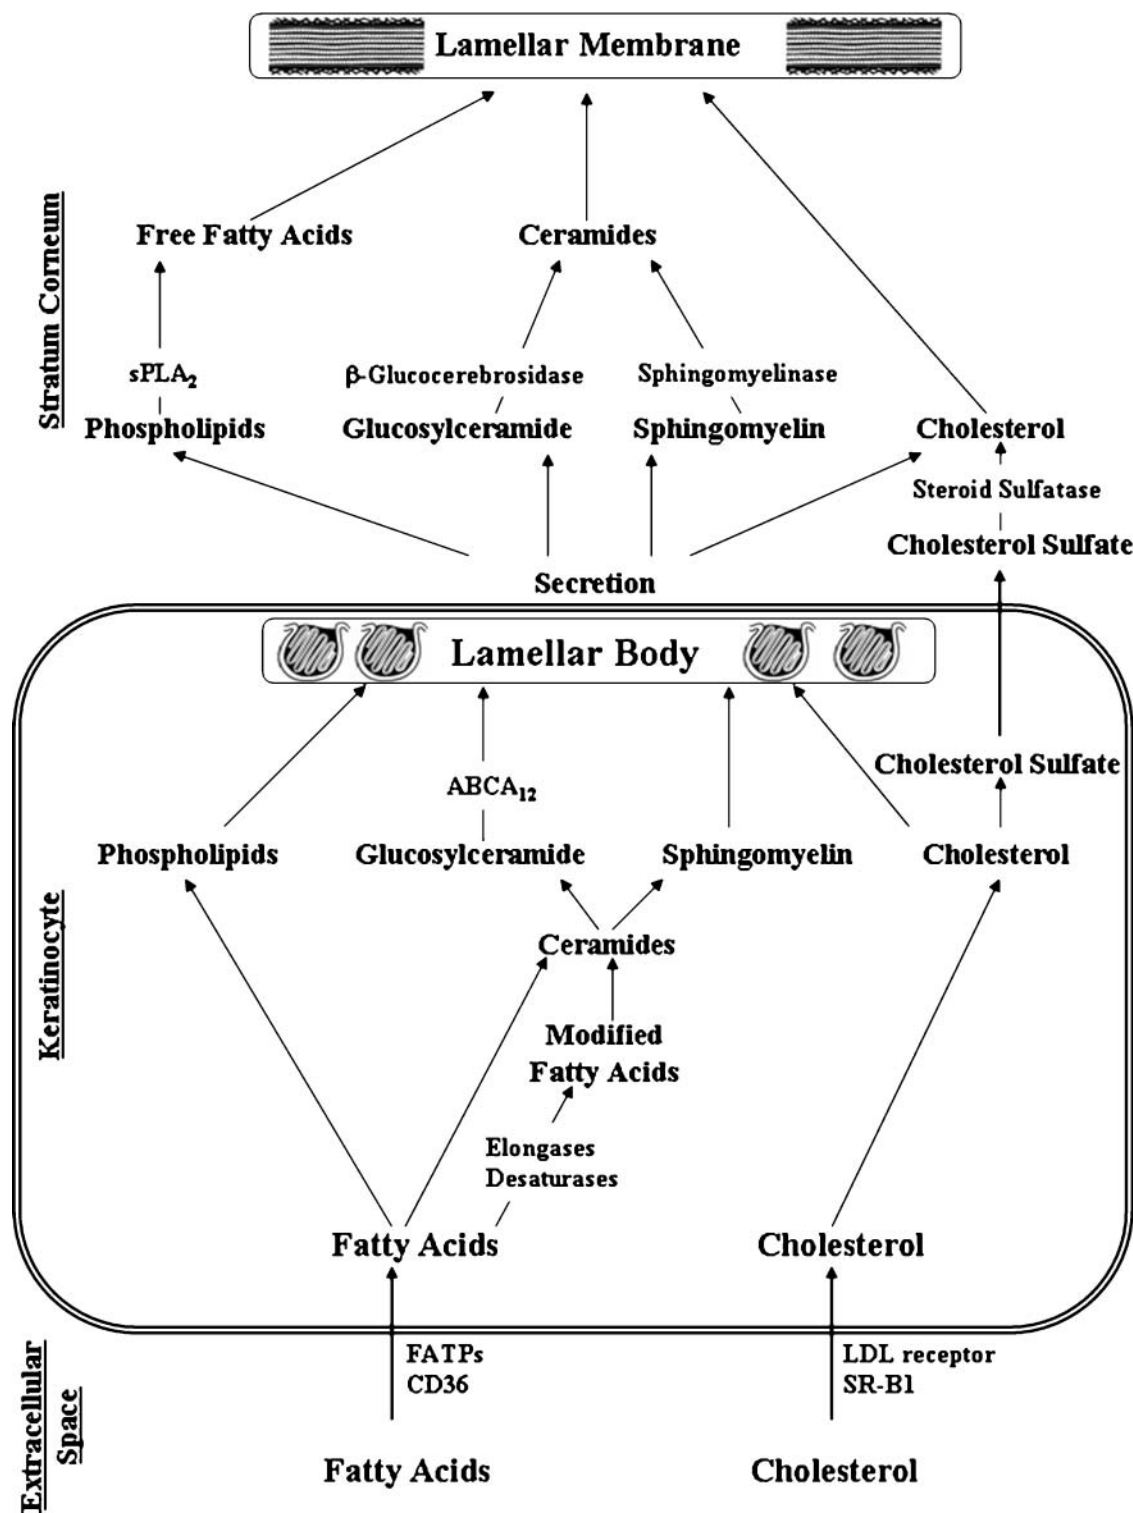 Lamellar Membrane
Stratum Corneum
Free Fatty Acids
Ceramides
sPLA2
β-Glucocerebrosidase
Sphingomyelinase
Phospholipids
Glucosylceramide
Sphingomyelin
Cholesterol
Steroid Sulfatase
Cholesterol Sulfate
Secretion
Lamellar Body
Cholesterol Sulfate
ABCA12
Phospholipids
Glucosylceramide
Sphingomyelin
Cholesterol
Keratinocyte
Ceramides
Modified
Fatty Acids
Elongases
Desaturases
Fatty Acids
Cholesterol
Extracellular
Space
FATPs
CD36
LDL receptor
SR-B1
Fatty Acids
Cholesterol